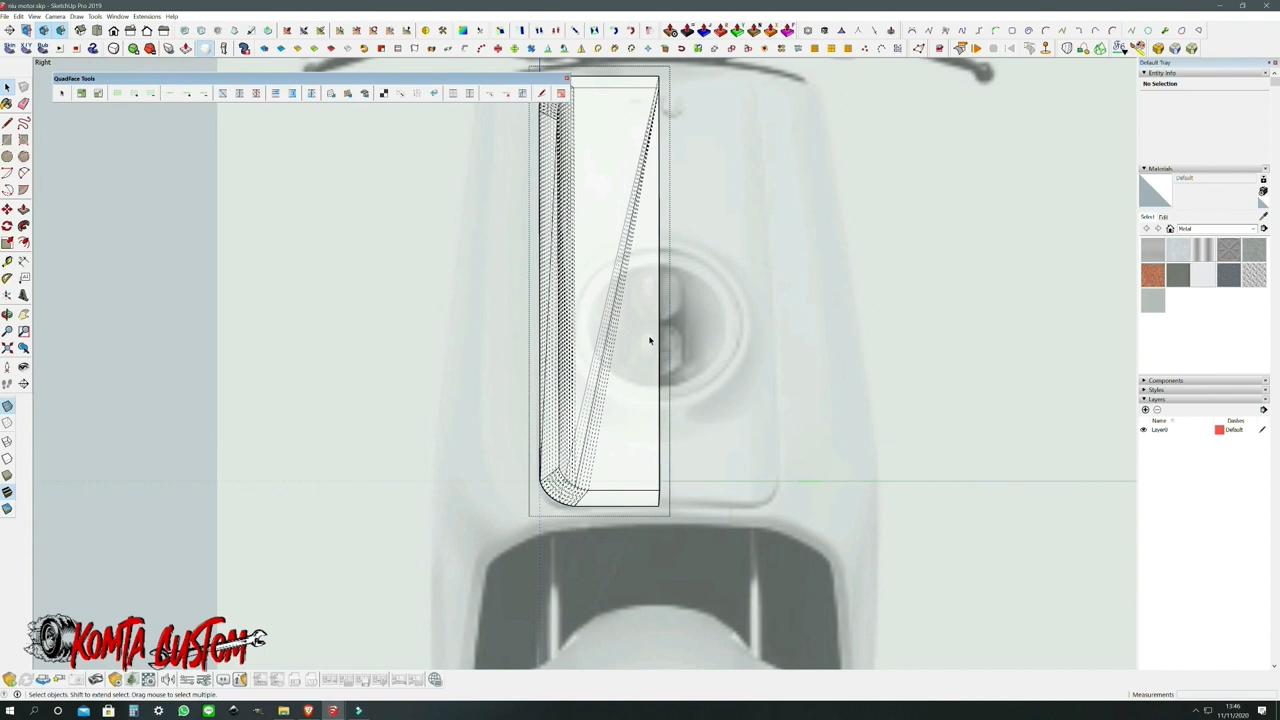 niu motor.skp - SketchUp Pro 2019
File Edit View Camera Draw Tools Window Extensions Help
Right
QuadFace Tools
Default Tray
Entity Info
No Selection
Materials
Default
Select Edit
Metal
Components
Styles
Layers
Name Dashes
Layer0 Default
KOMTA CUSTOM
Select objects. Shift to extend select. Drag mouse to select multiple.
Measurements
13:46
11/11/2020